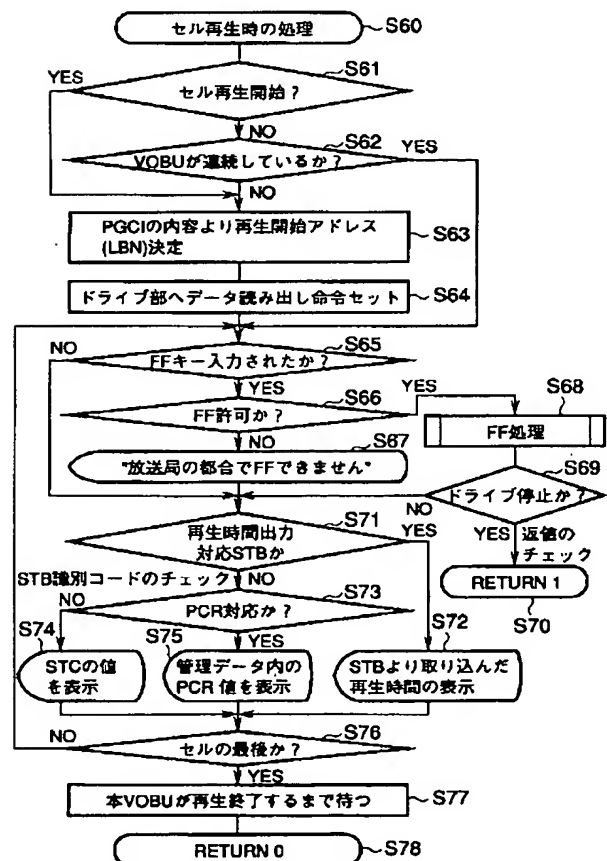 セル再生時の処理
S60
S61
YES
セル再生開始?
NO
S62
VOBUが連続しているか?
YES
NO
PGCIの内容より再生開始アドレス
(LBN)決定
S63
ドライブ部へデータ読み出し命令セット
S64
NO
S65
FFキー入力されたか?
YES
S66
YES
FF許可か?
S68
FF処理
NO
S67
"放送局の都合でFFできません"
S69
ドライブ停止か?
NO
YES
返値の
チェック
RETURN 1
S70
S71
再生時間出力
対応STBか
YES
STB識別コードのチェック
NO
S73
NO
PCR対応か?
YES
S74
STCの値
を表示
S75
管理データ内の
PCR 値を表示
S72
STBより取り込んだ
再生時間の表示
S76
NO
セルの最後か?
YES
本VOBUが再生終了するまで待つ
S77
RETURN 0
S78